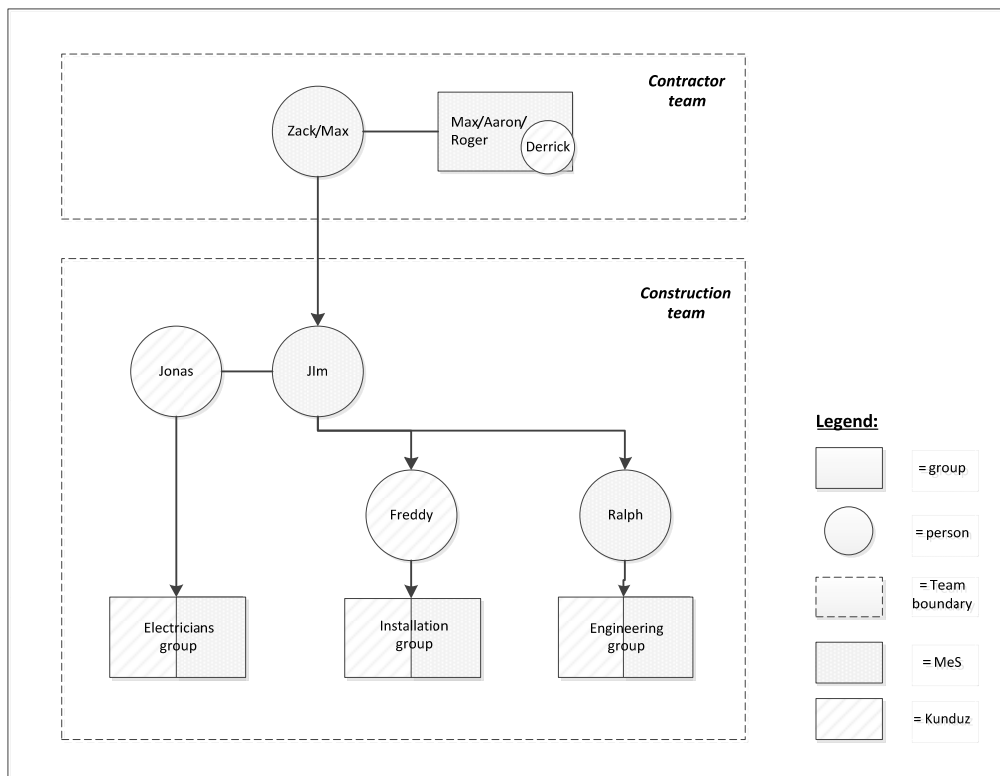 Contractor
team
Zack/Max
Max/Aaron/
Roger
Derrick
Construction
team
Jonas
JIm
Freddy
Ralph
Electricians
group
Installation
group
Engineering
group
Legend:
= group
= person
= Team
boundary
= MeS
= Kunduz